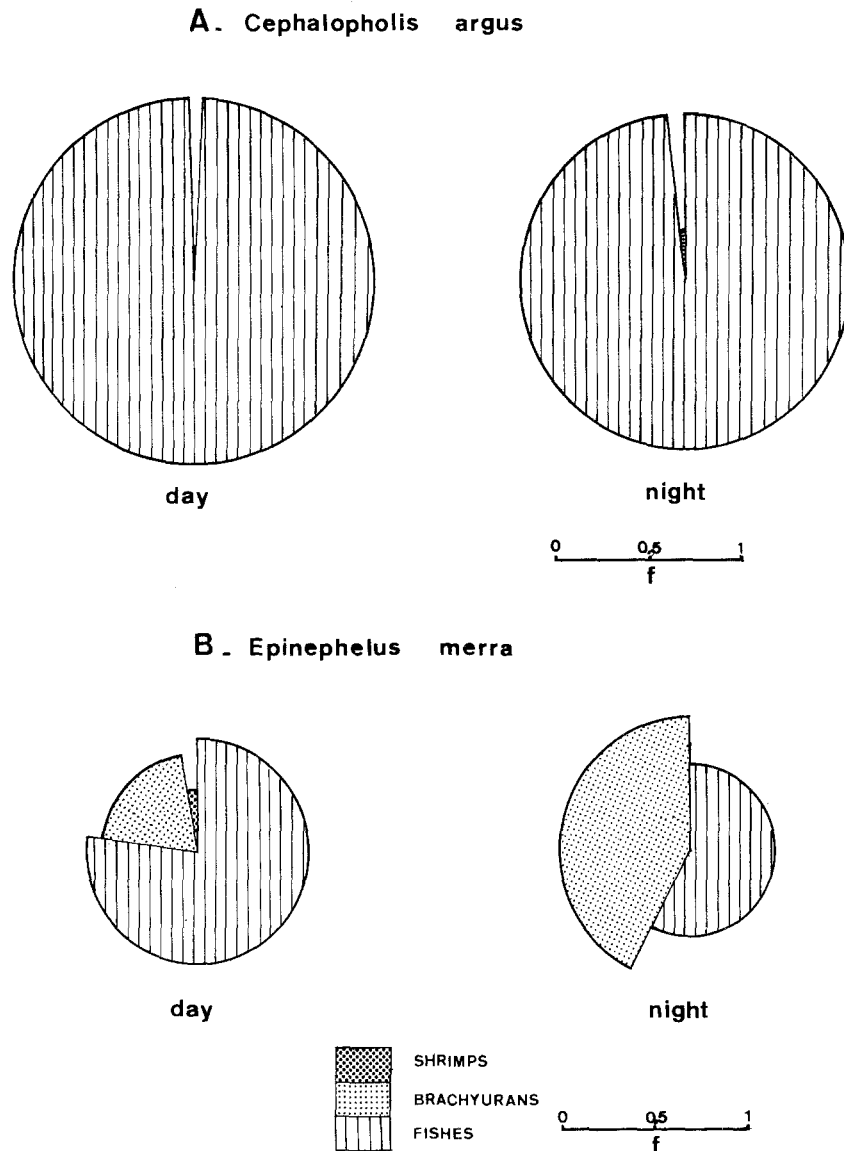 A. Cephalopholis argus
day
night
0 0,5 1
f
B. Epinephelus merra
day
night
SHRIMPS
BRACHYURANS
FISHES
0 0,5 1
f